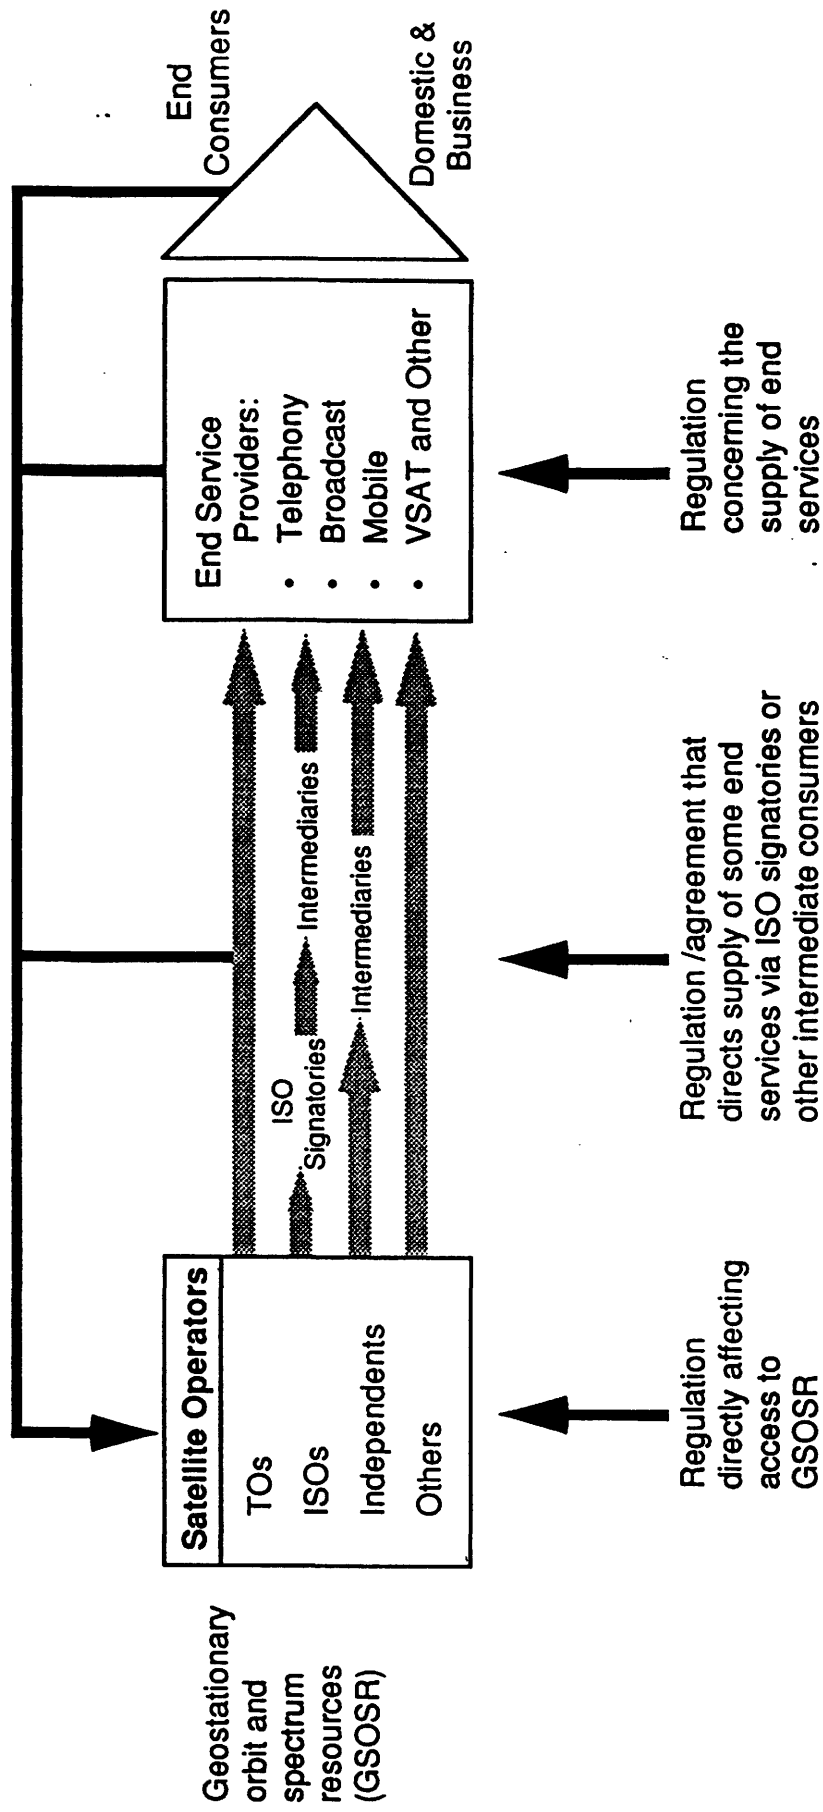 Geostationary
orbit and
spectrum
resources
(GSOSR)
Satellite Operators
TOs
ISOs
Independents
Others
ISO
Signatories
Intermediaries
Intermediaries
End Service
Providers:
• Telephony
• Broadcast
• Mobile
• VSAT and Other
End
Consumers
Domestic &
Business
Regulation
directly affecting
access to
GSOSR
Regulation /agreement that
directs supply of some end
services via ISO signatories or
other intermediate consumers
Regulation
concerning the
supply of end
services